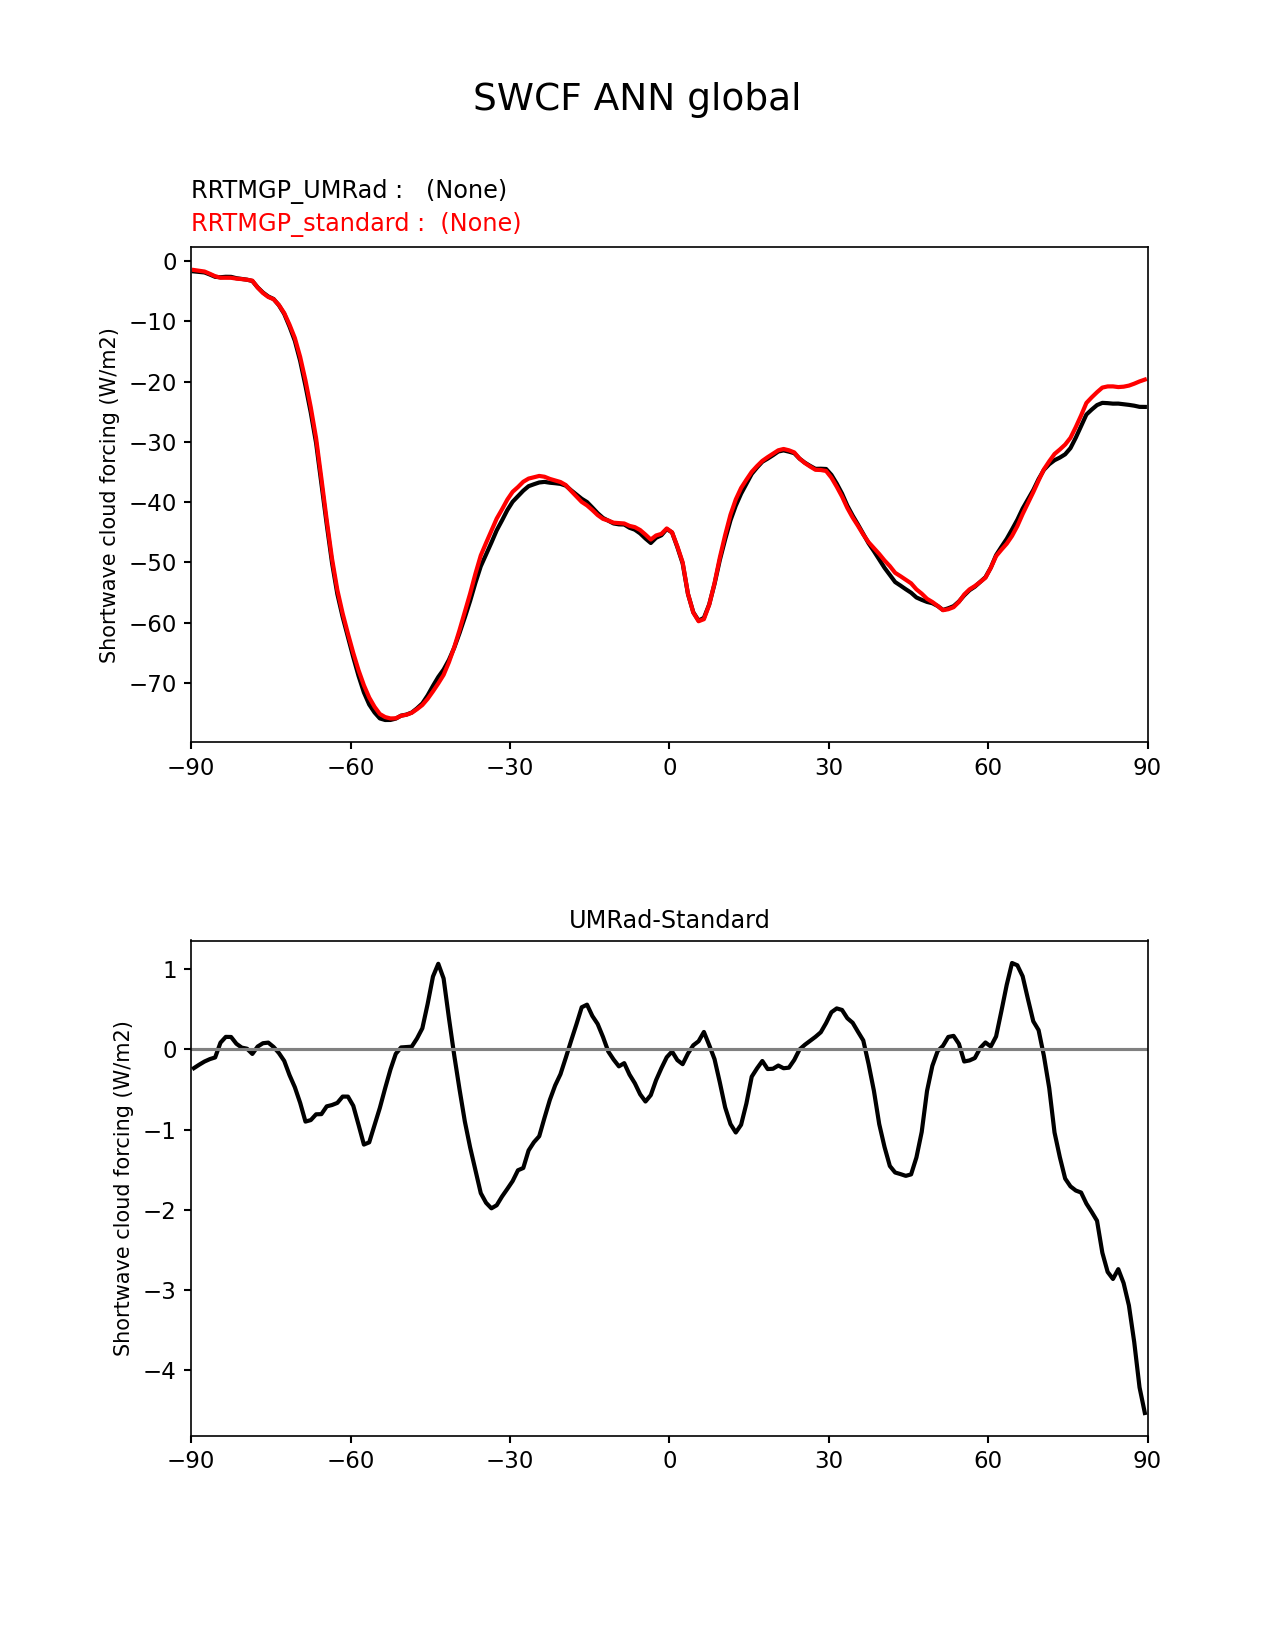 SWCF ANN global
RRTMGP_UMRad :   (None)
RRTMGP_standard :  (None)
Shortwave cloud forcing (W/m2)
0
−10
−20
−30
−40
−50
−60
−70
−90 −60 −30 0 30 60 90
UMRad-Standard
Shortwave cloud forcing (W/m2)
1
0
−1
−2
−3
−4
−90 −60 −30 0 30 60 90